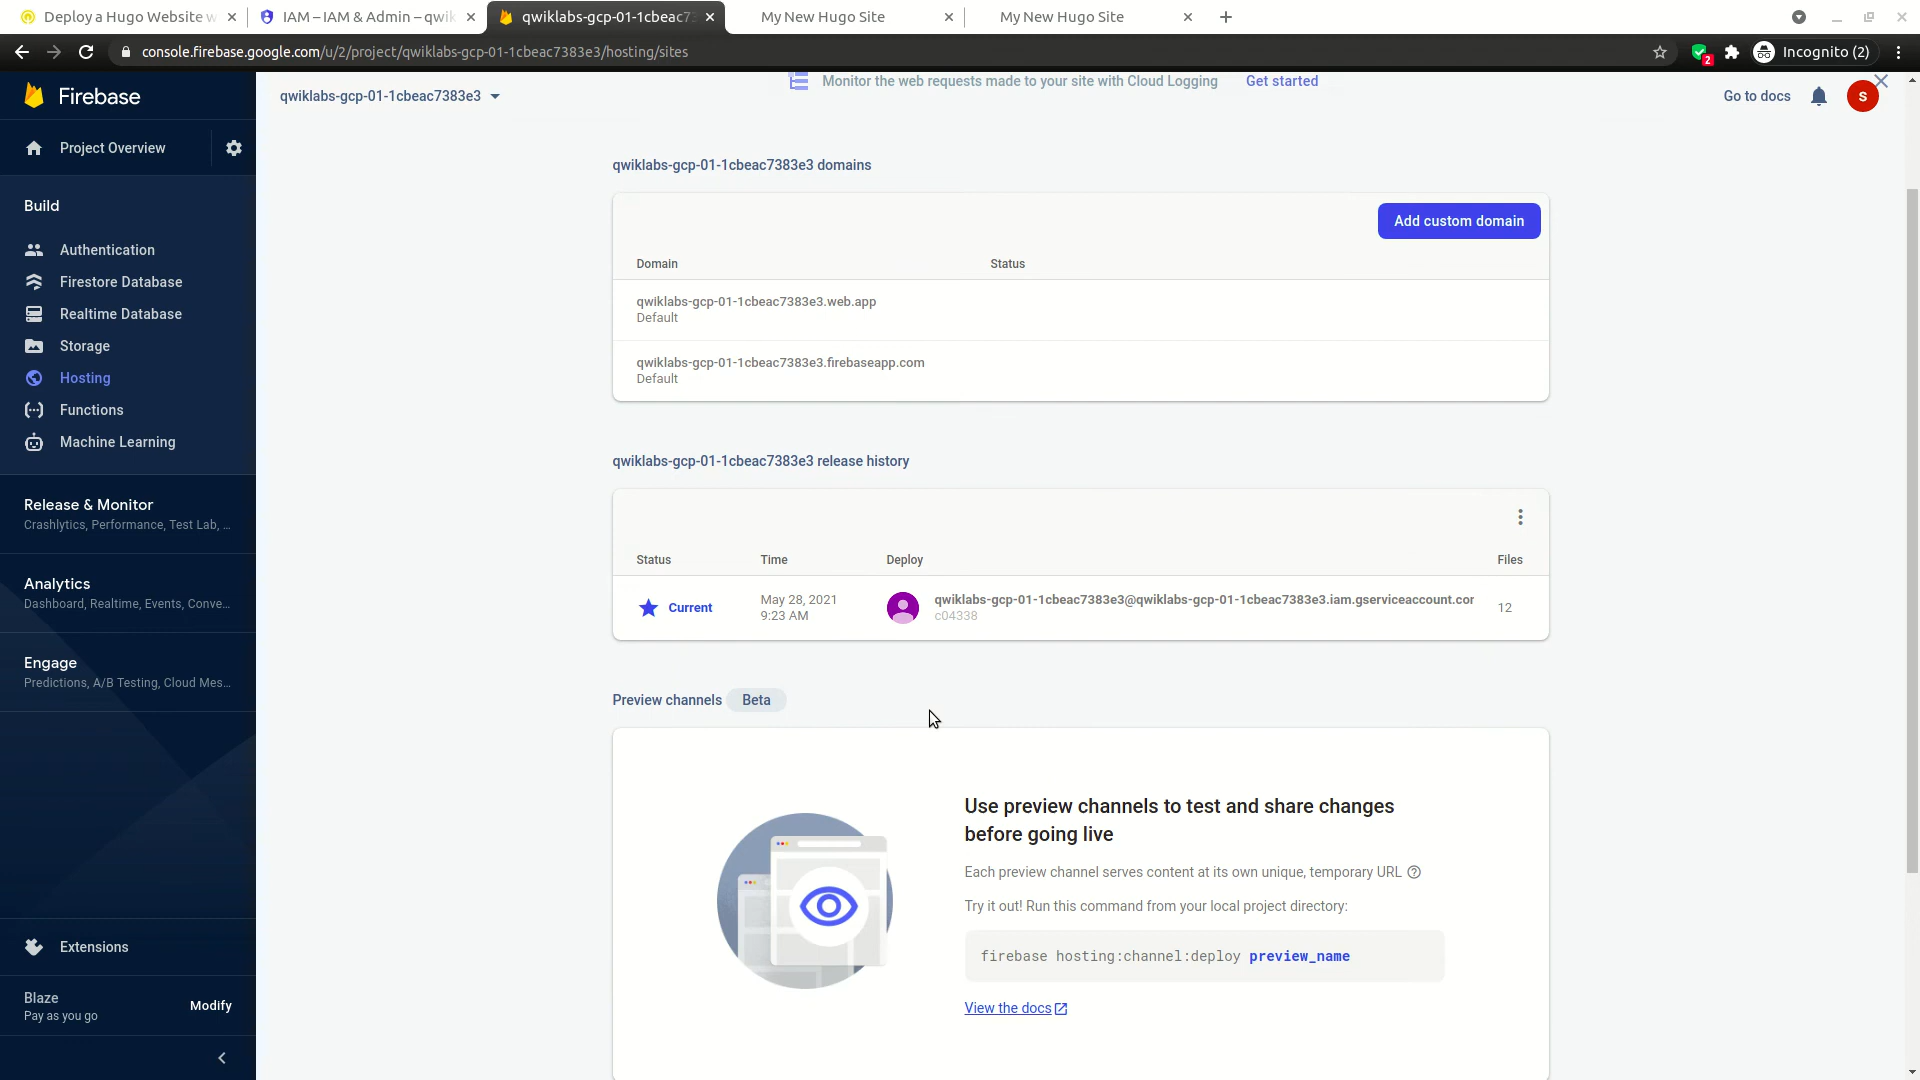 Deploy a Hugo Website w
IAM – IAM & Admin – qwik
qwiklabs-gcp-01-1cbeac73
My New Hugo Site
My New Hugo Site
console.firebase.google.com/u/2/project/qwiklabs-gcp-01-1cbeac7383e3/hosting/sites
2
Incognito (2)
Firebase
qwiklabs-gcp-01-1cbeac7383e3
Monitor the web requests made to your site with Cloud Logging Get started
Go to docs
S
Project Overview
Build
Authentication
Firestore Database
Realtime Database
Storage
Hosting
Functions
Machine Learning
Release & Monitor
Crashlytics, Performance, Test Lab, ...
Analytics
Dashboard, Realtime, Events, Conve...
Engage
Predictions, A/B Testing, Cloud Mes...
Extensions
Blaze
Pay as you go
Modify
qwiklabs-gcp-01-1cbeac7383e3 domains
Add custom domain
Domain Status
qwiklabs-gcp-01-1cbeac7383e3.web.app
Default
qwiklabs-gcp-01-1cbeac7383e3.firebaseapp.com
Default
qwiklabs-gcp-01-1cbeac7383e3 release history
Status Time Deploy Files
Current
May 28, 2021
9:23 AM
qwiklabs-gcp-01-1cbeac7383e3@qwiklabs-gcp-01-1cbeac7383e3.iam.gserviceaccount.cor
c04338
12
Preview channels Beta
Use preview channels to test and share changes
before going live
Each preview channel serves content at its own unique, temporary URL
Try it out! Run this command from your local project directory:
firebase hosting:channel:deploy preview_name
View the docs